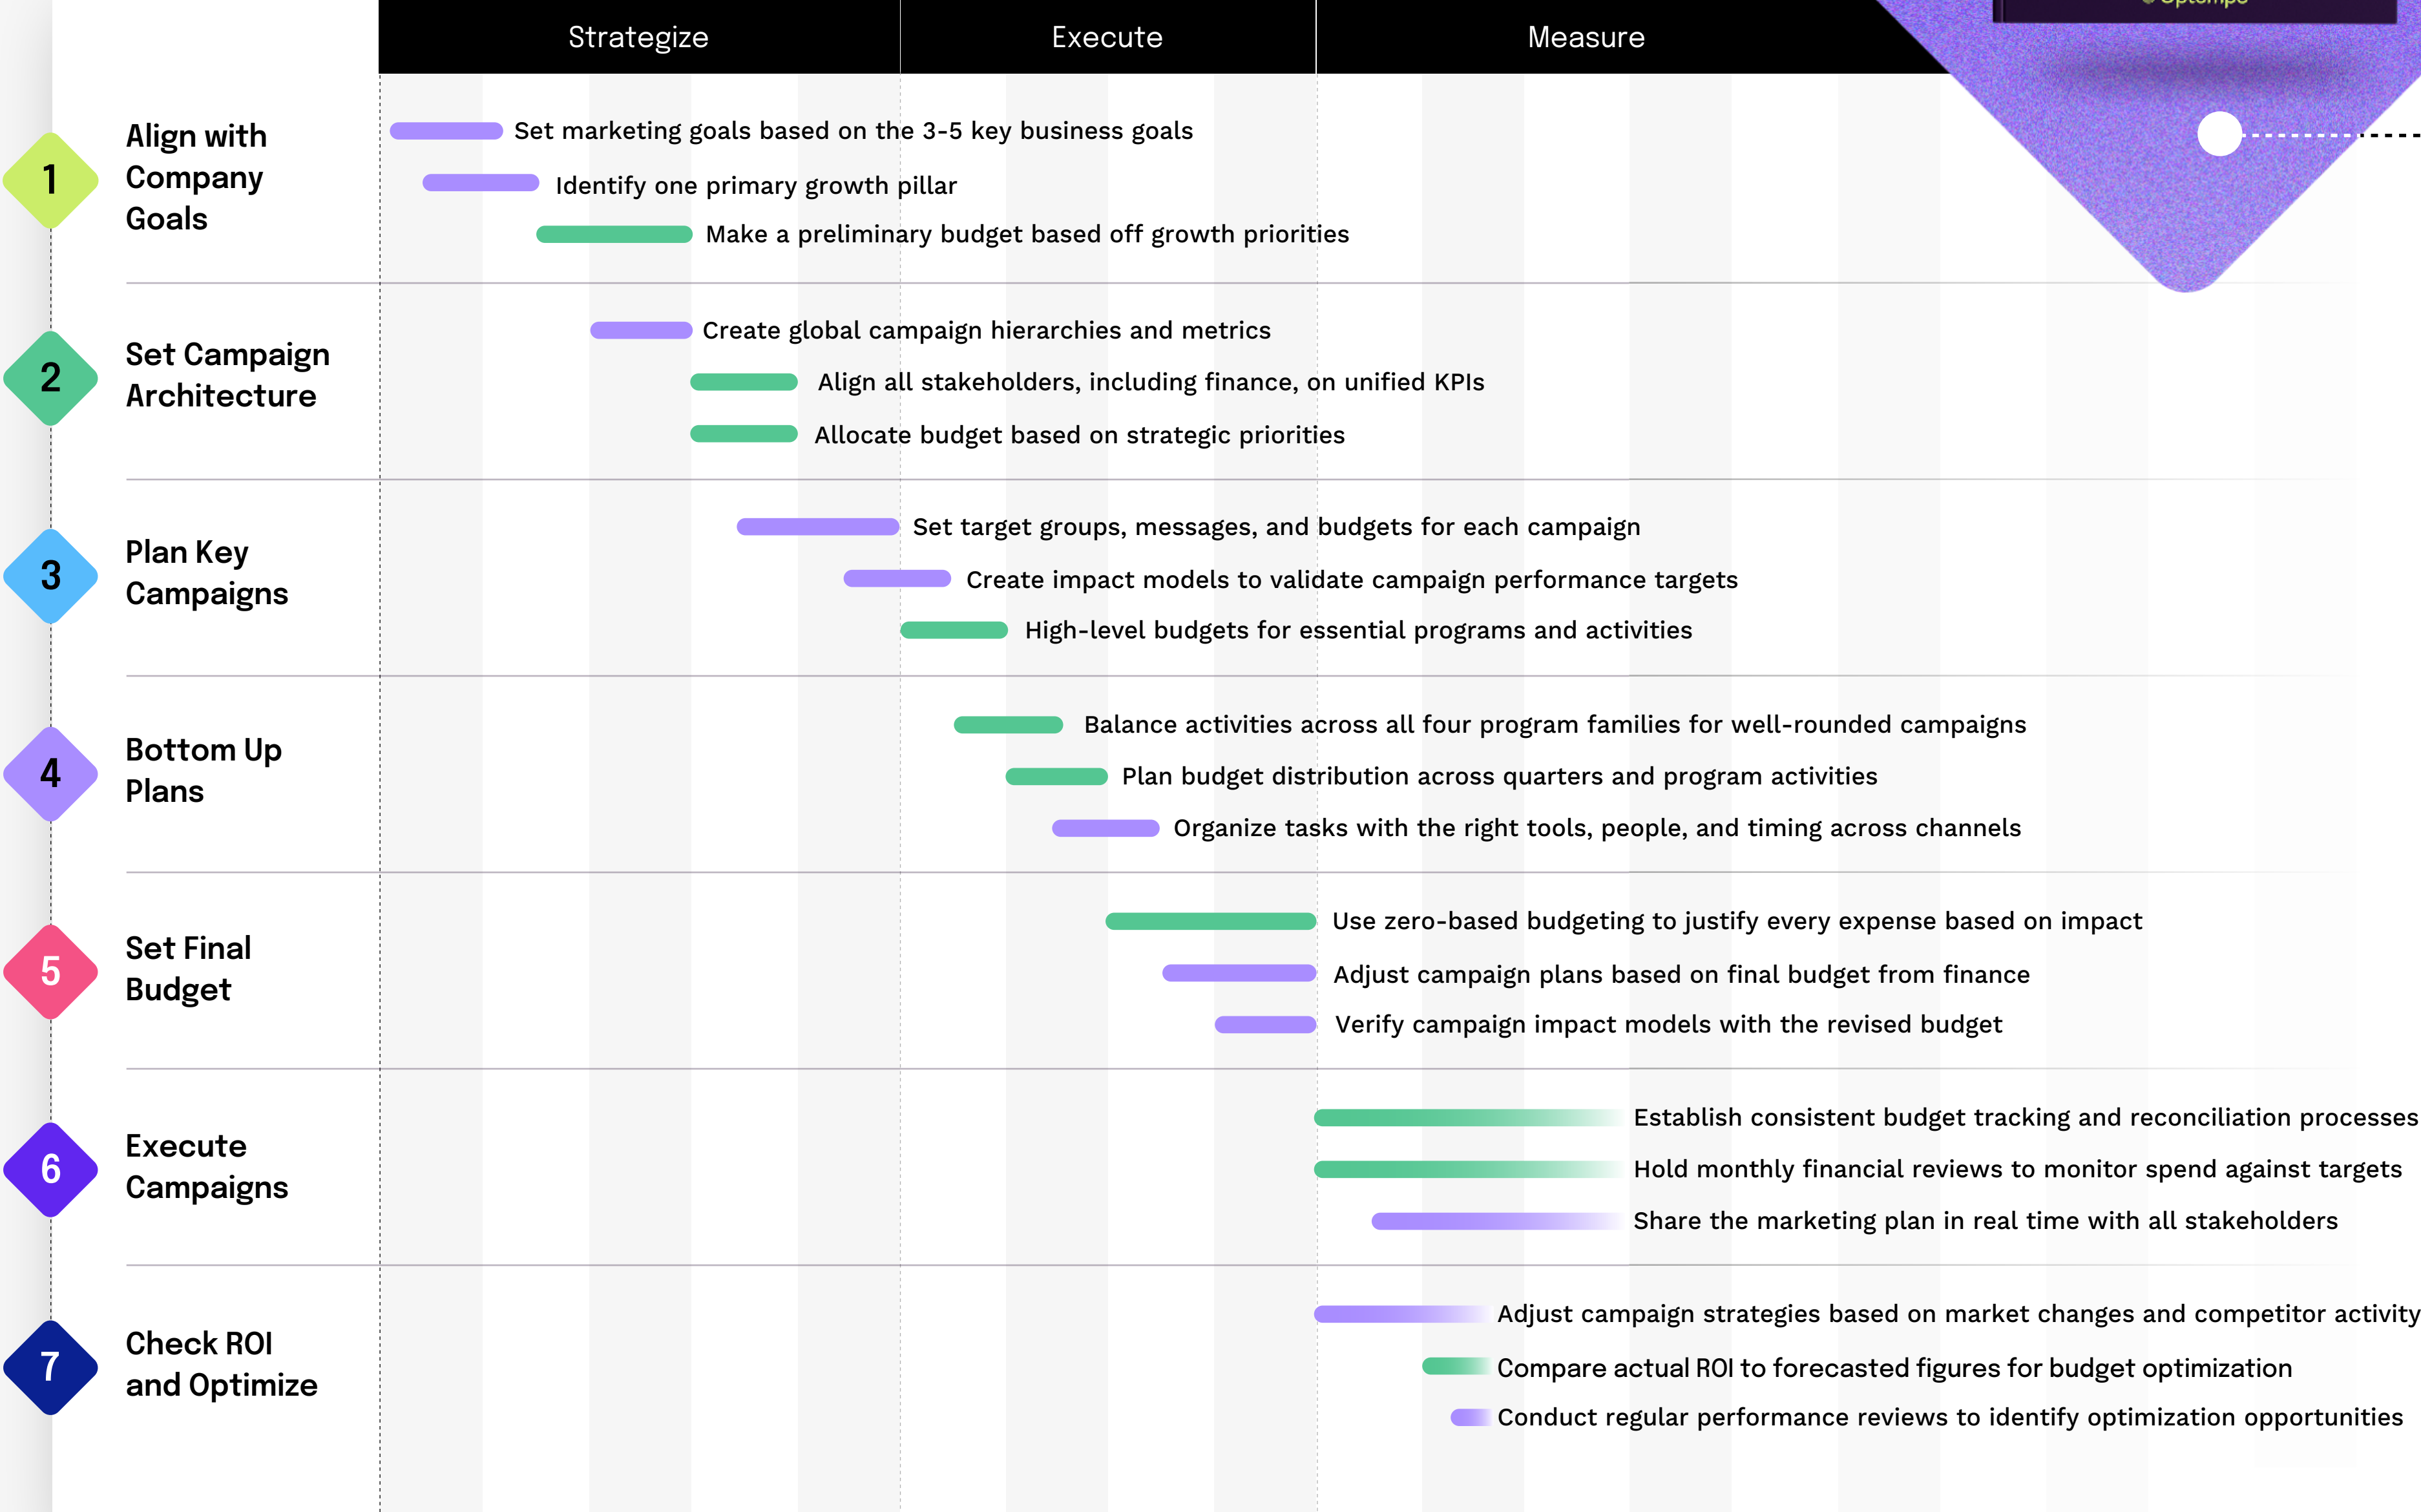 Optempo
Strategize
Execute
Measure
1
Align with
Company
Goals
Set marketing goals based on the 3-5 key business goals
Identify one primary growth pillar
Make a preliminary budget based off growth priorities
2
Set Campaign
Architecture
Create global campaign hierarchies and metrics
Align all stakeholders, including finance, on unified KPIs
Allocate budget based on strategic priorities
3
Plan Key
Campaigns
Set target groups, messages, and budgets for each campaign
Create impact models to validate campaign performance targets
High-level budgets for essential programs and activities
4
Bottom Up
Plans
Balance activities across all four program families for well-rounded campaigns
Plan budget distribution across quarters and program activities
Organize tasks with the right tools, people, and timing across channels
5
Set Final
Budget
Use zero-based budgeting to justify every expense based on impact
Adjust campaign plans based on final budget from finance
Verify campaign impact models with the revised budget
6
Execute
Campaigns
Establish consistent budget tracking and reconciliation processes
Hold monthly financial reviews to monitor spend against targets
Share the marketing plan in real time with all stakeholders
7
Check ROI
and Optimize
Adjust campaign strategies based on market changes and competitor activity
Compare actual ROI to forecasted figures for budget optimization
Conduct regular performance reviews to identify optimization opportunities